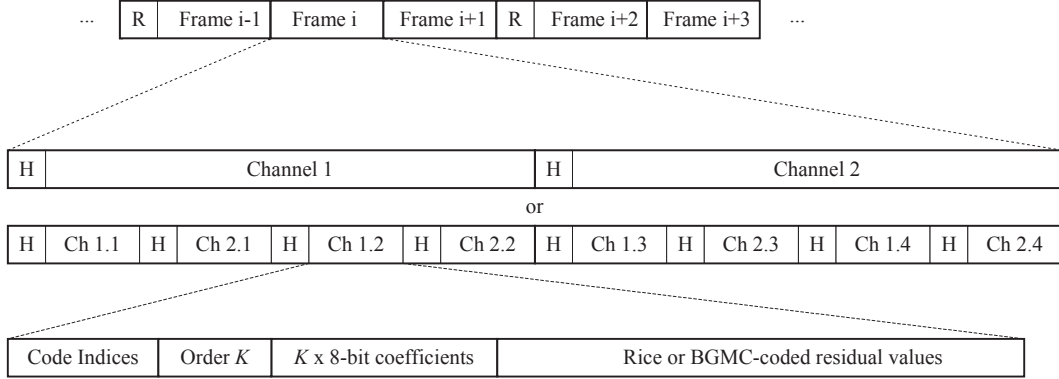 ... R Frame i-1 Frame i Frame i+1 R Frame i+2 Frame i+3 ...
H Channel 1 H Channel 2
or
H Ch 1.1 H Ch 2.1 H Ch 1.2 H Ch 2.2 H Ch 1.3 H Ch 2.3 H Ch 1.4 H Ch 2.4
Code Indices Order K K x 8-bit coefficients Rice or BGMC-coded residual values